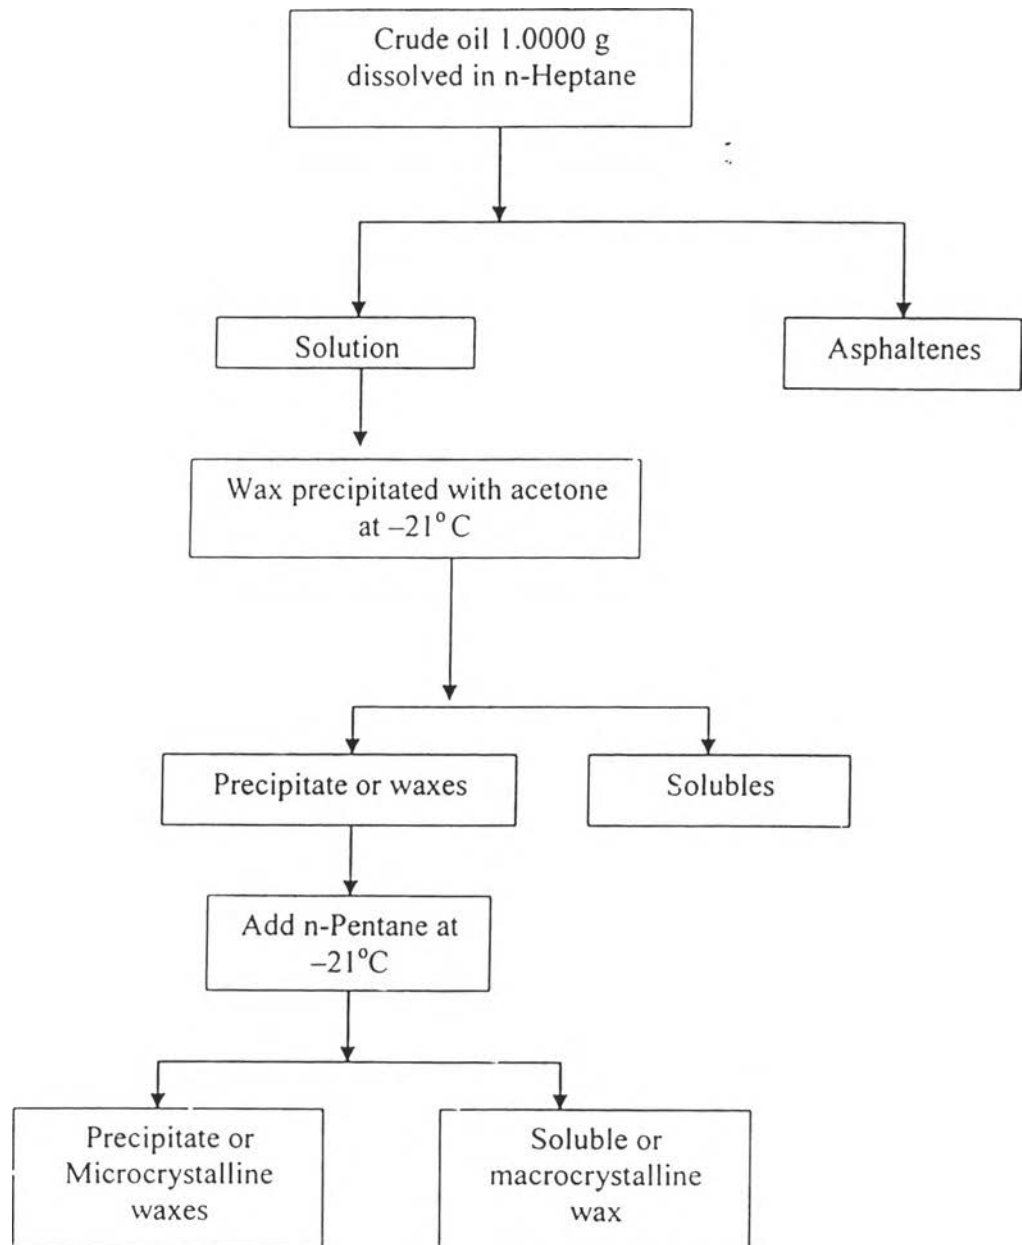 Crude oil 1.0000 g
dissolved in n-Heptane
Solution
Asphaltenes
Wax precipitated with acetone
at –21° C
Precipitate or waxes
Solubles
Add n-Pentane at
–21°C
Precipitate or
Microcrystalline
waxes
Soluble or
macrocrystalline
wax